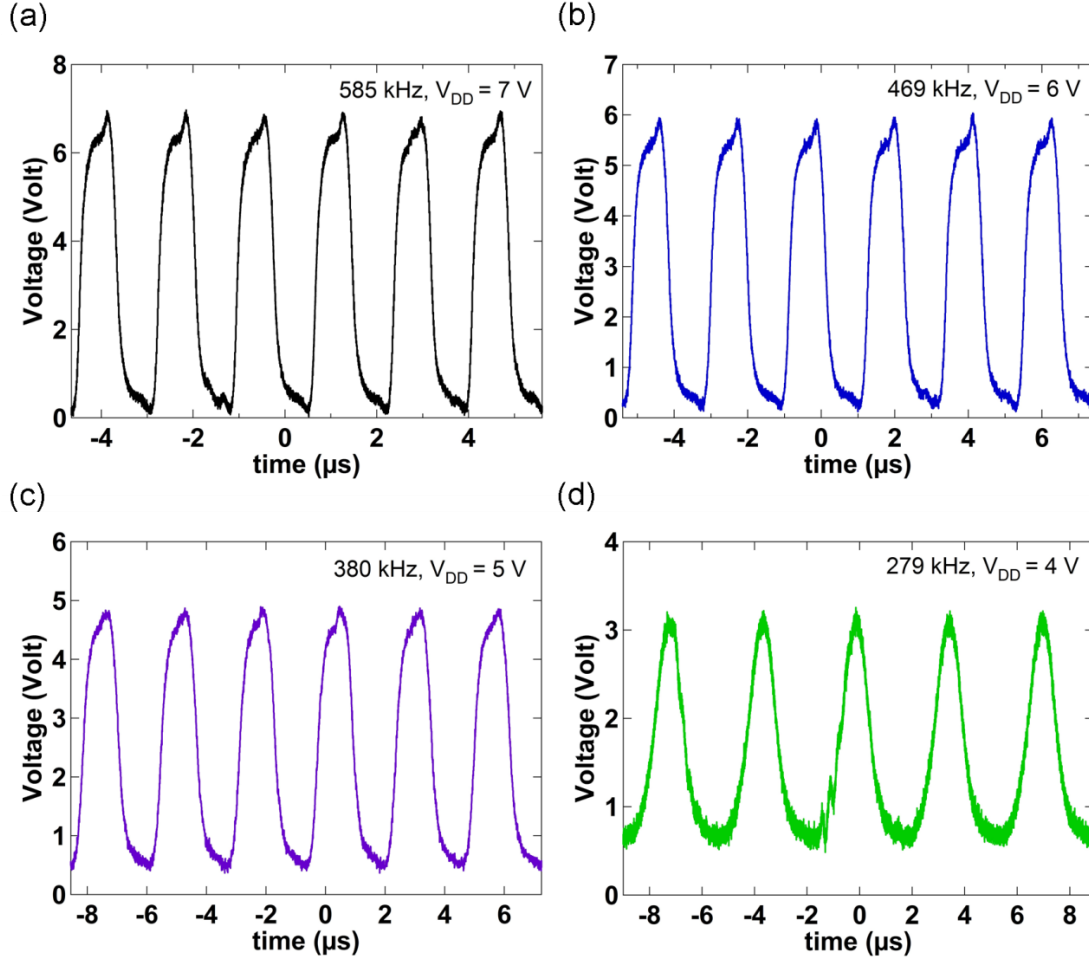 (a)
585 kHz, V_DD = 7 V
8
6
4
2
0
Voltage (Volt)
-4 -2 0 2 4
time (µs)
(b)
469 kHz, V_DD = 6 V
7
6
5
4
3
2
1
0
Voltage (Volt)
-4 -2 0 2 4 6
time (µs)
(c)
380 kHz, V_DD = 5 V
6
5
4
3
2
1
0
Voltage (Volt)
-8 -6 -4 -2 0 2 4 6
time (µs)
(d)
279 kHz, V_DD = 4 V
4
3
2
1
0
Voltage (Volt)
-8 -6 -4 -2 0 2 4 6 8
time (µs)